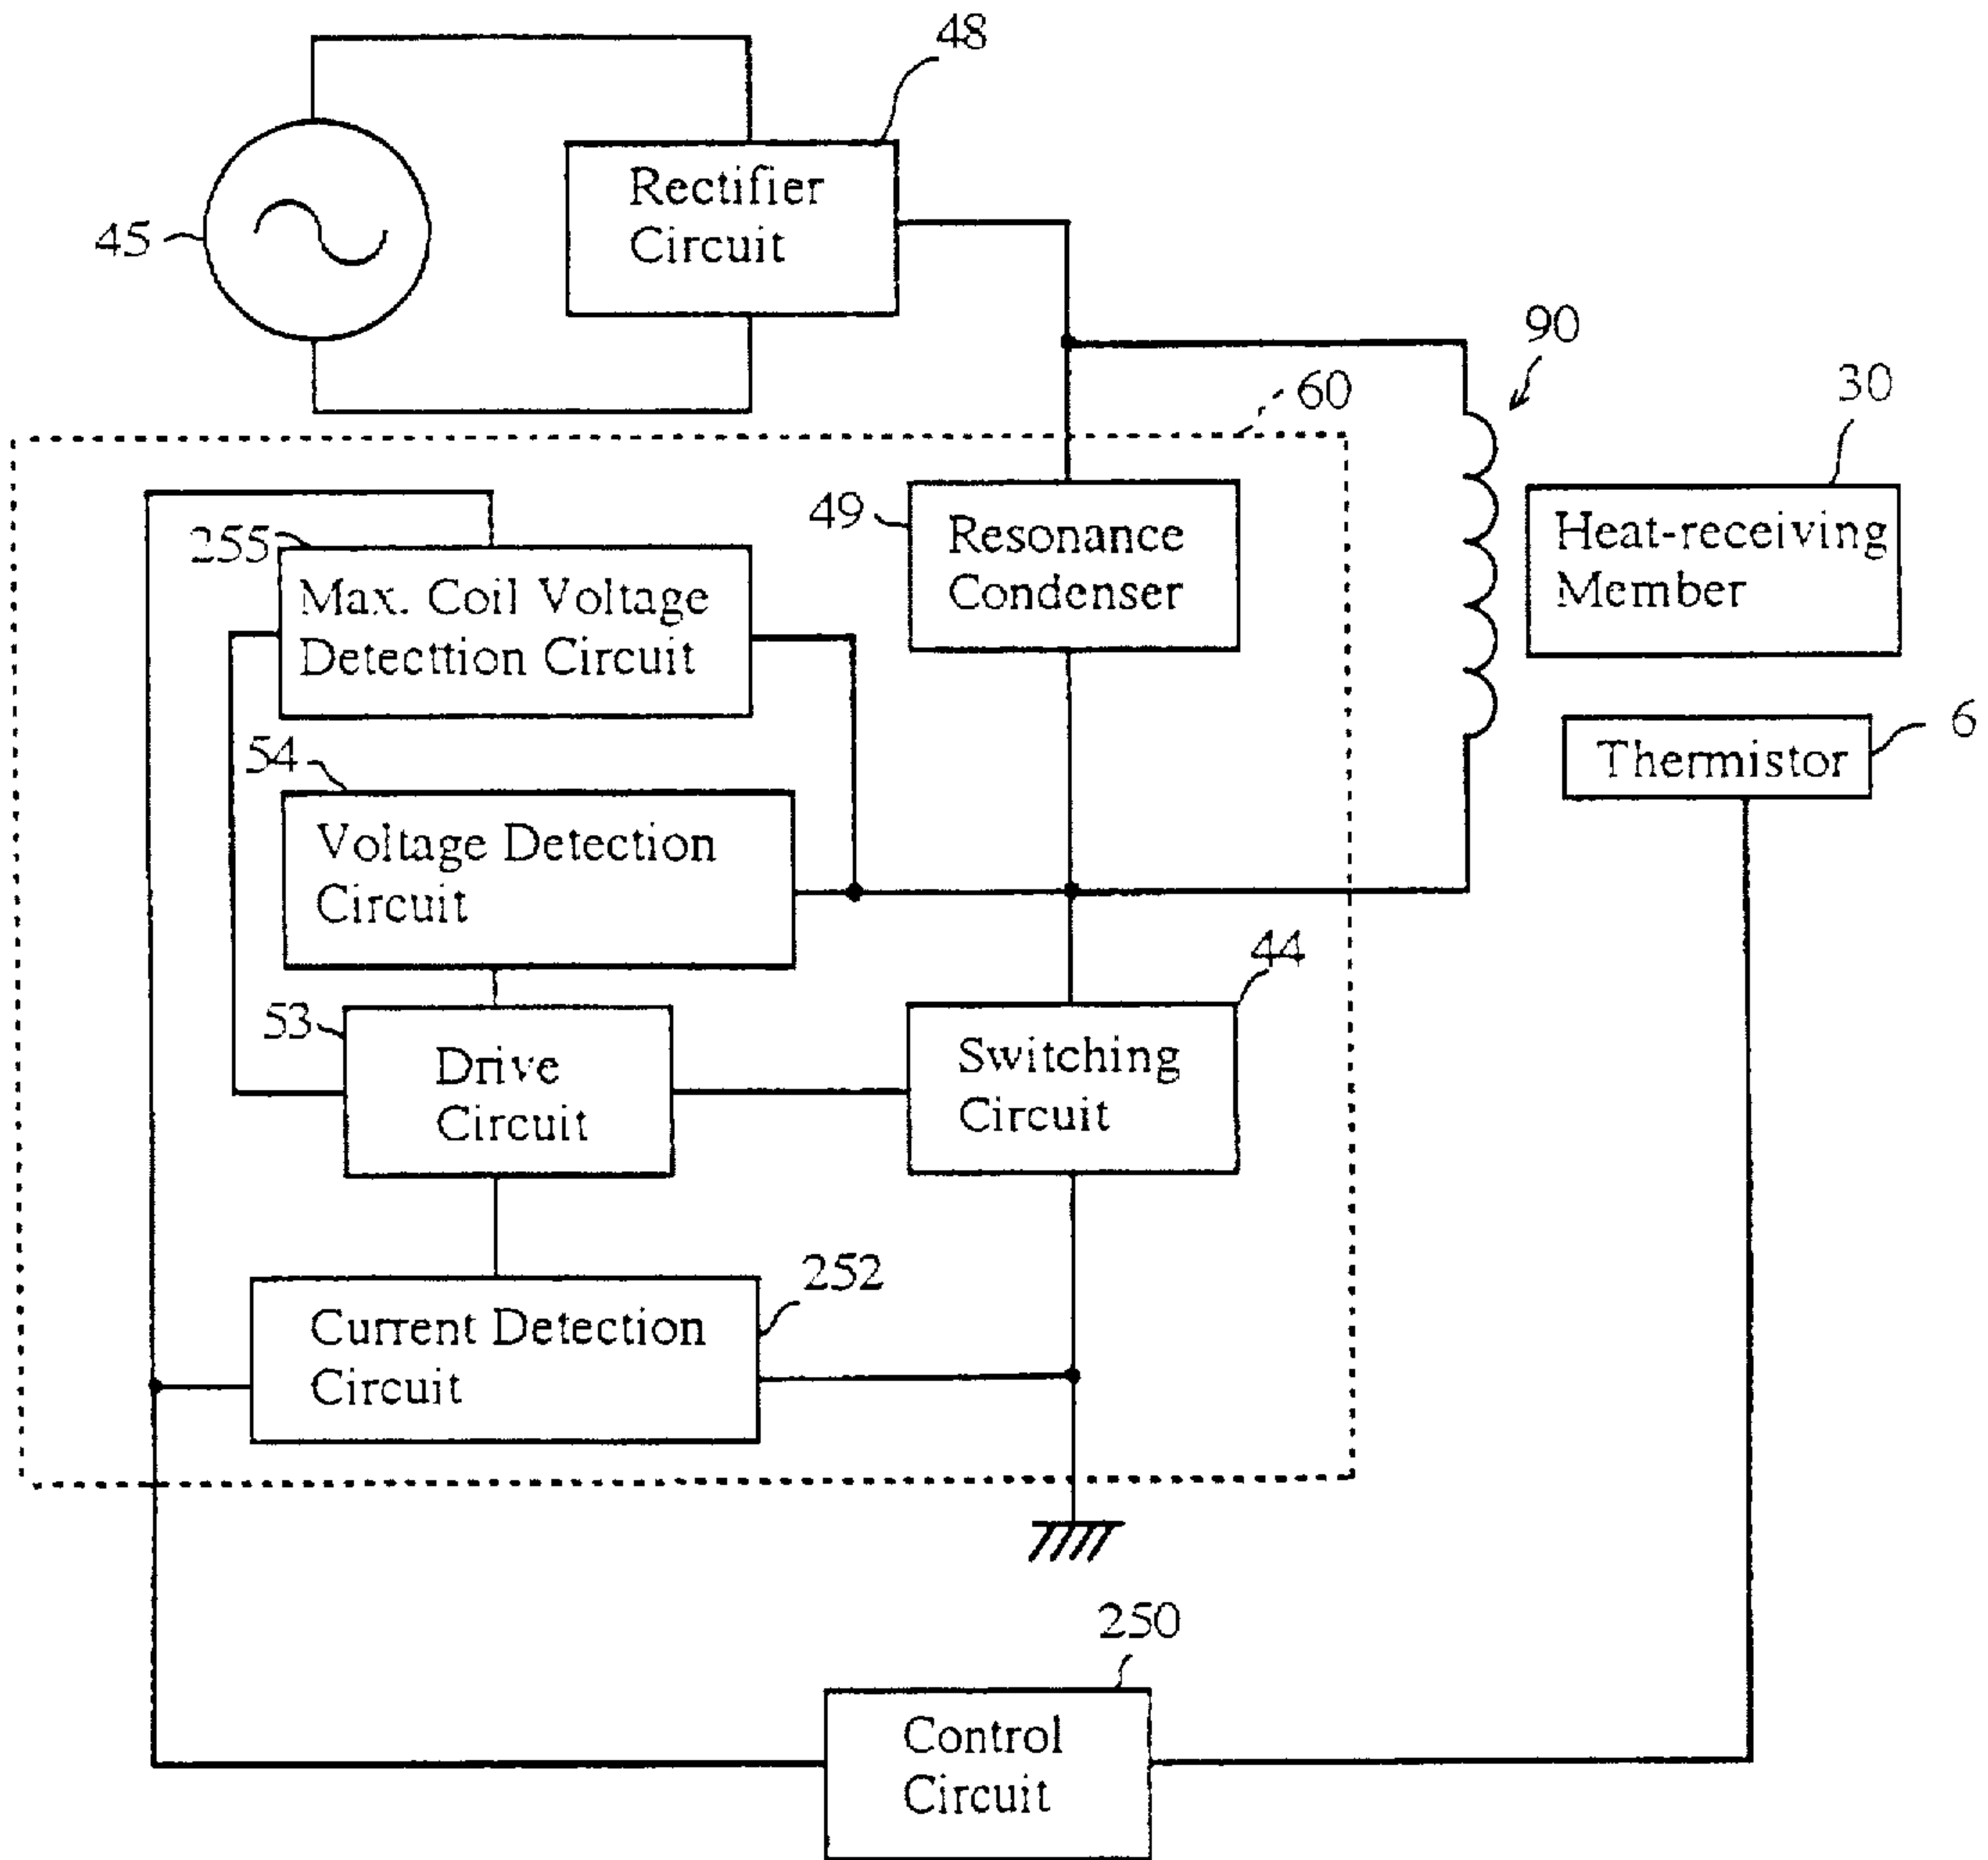 48
Rectifier
Circuit
45
90
60
30
49
Resonance
Condenser
Heat-receiving
Member
255
Max. Coil Voltage
Detecttion Circuit
6
Thermistor
54
Voltage Detection
Circuit
44
53
Drive
Circuit
Switching
Circuit
252
Current Detection
Circuit
250
Control
Circuit